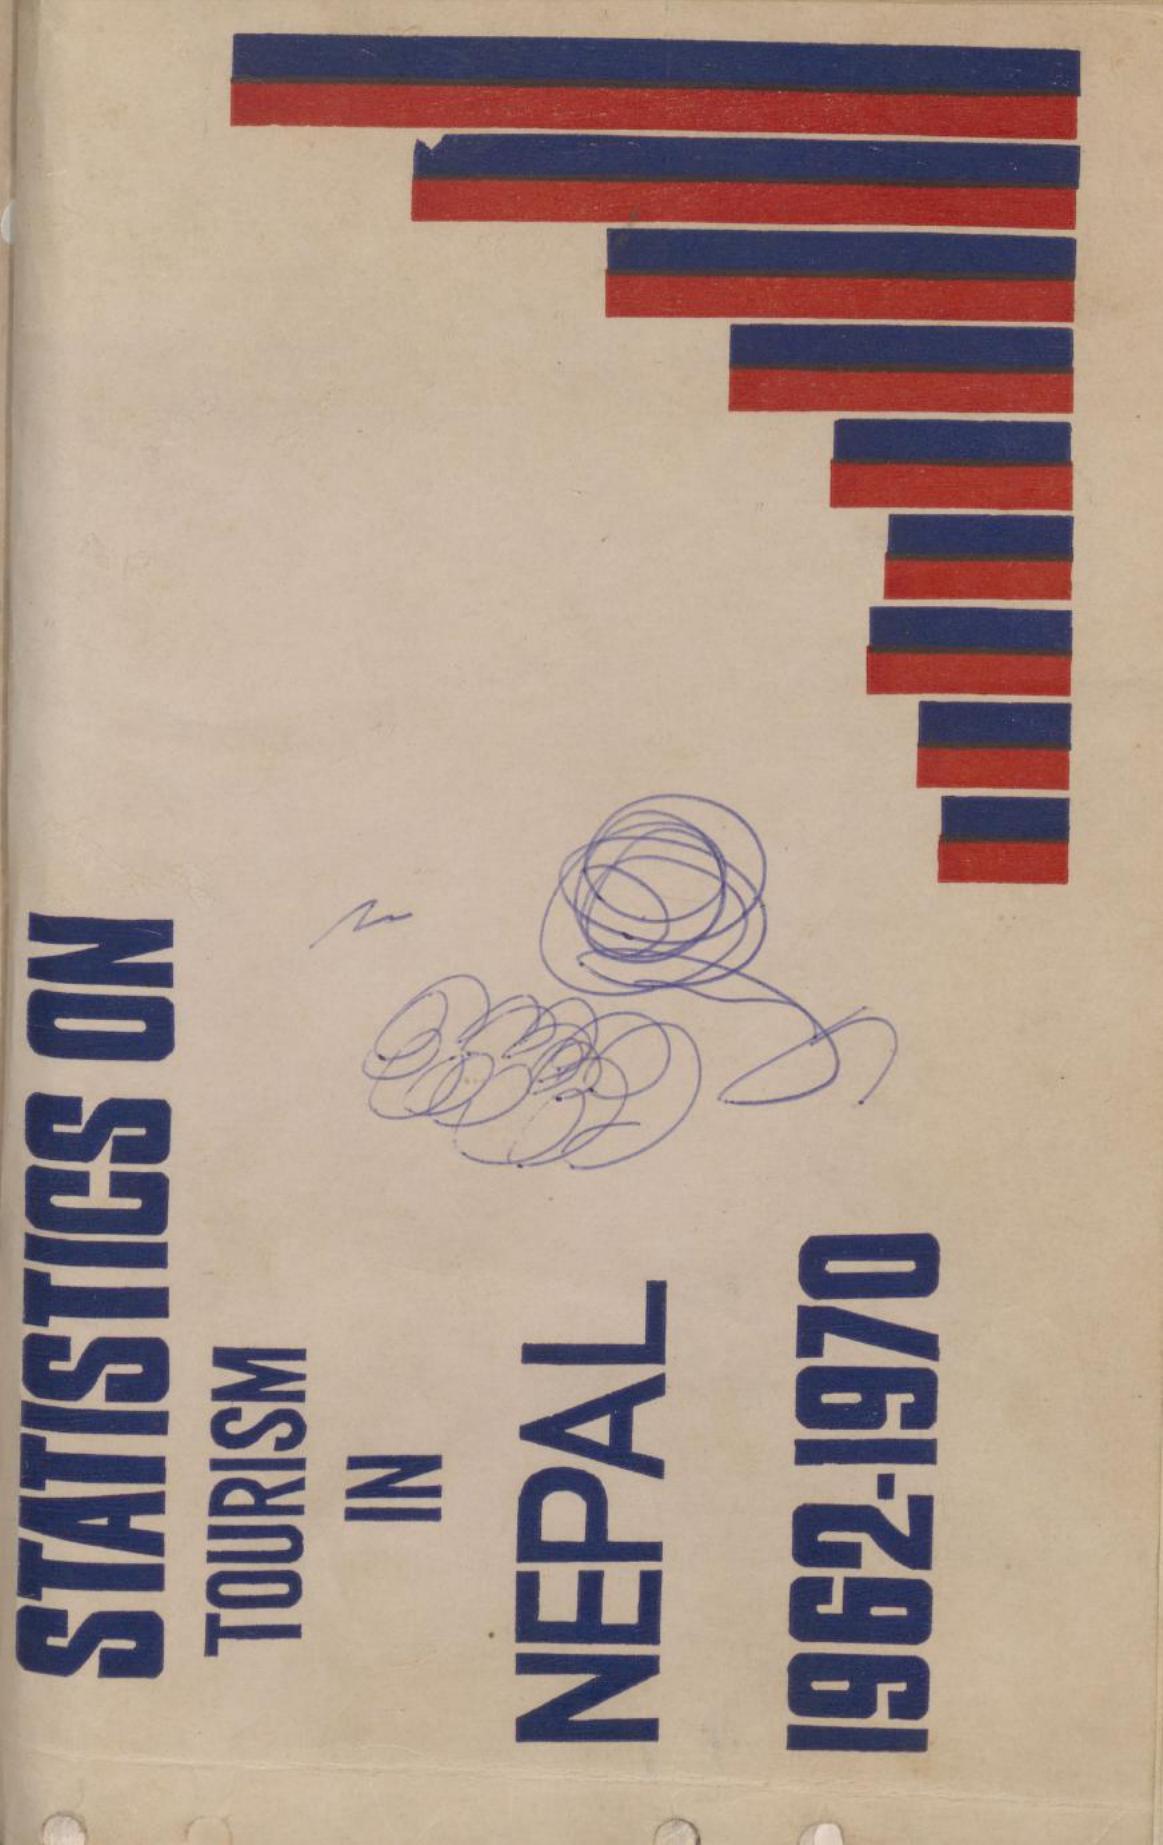 STATISTICS ON
TOURISM
IN
NEPAL
1962-1970